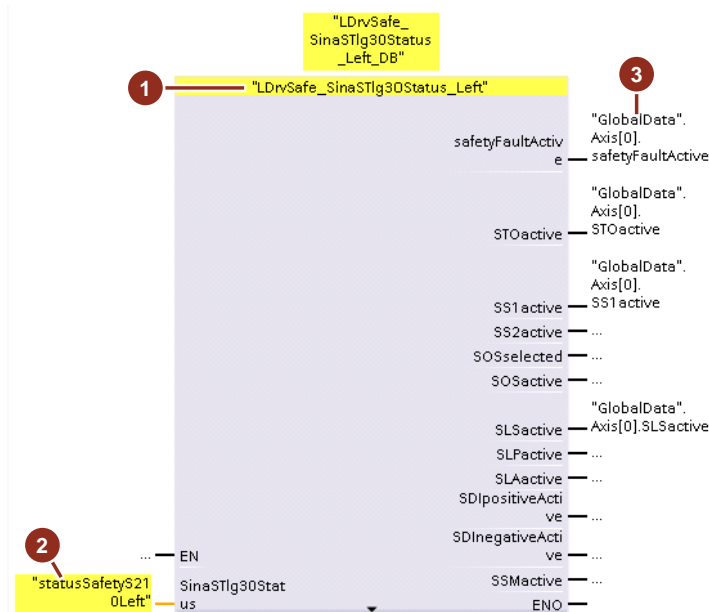 "LDrvSafe_
SinaSTlg30Status
_Left_DB"
1
"LDrvSafe_SinaSTlg30Status_Left"
3
"GlobalData".
Axis[0].
safetyFaultActive
safetyFaultActiv
e
"GlobalData".
Axis[0].
STOactive
STOactive
"GlobalData".
Axis[0].
SS1active
SS1active
SS2active
...
SOSselected
...
SOSactive
...
"GlobalData".
Axis[0].SLSactive
SLSactive
SLPactive
...
SLAactive
...
SDIpositiveActi
ve
...
SDInegativeActi
ve
...
... EN
SSMactive
...
2
"statusSafetyS21
0Left"
SinaSTlg30Stat
us
ENO